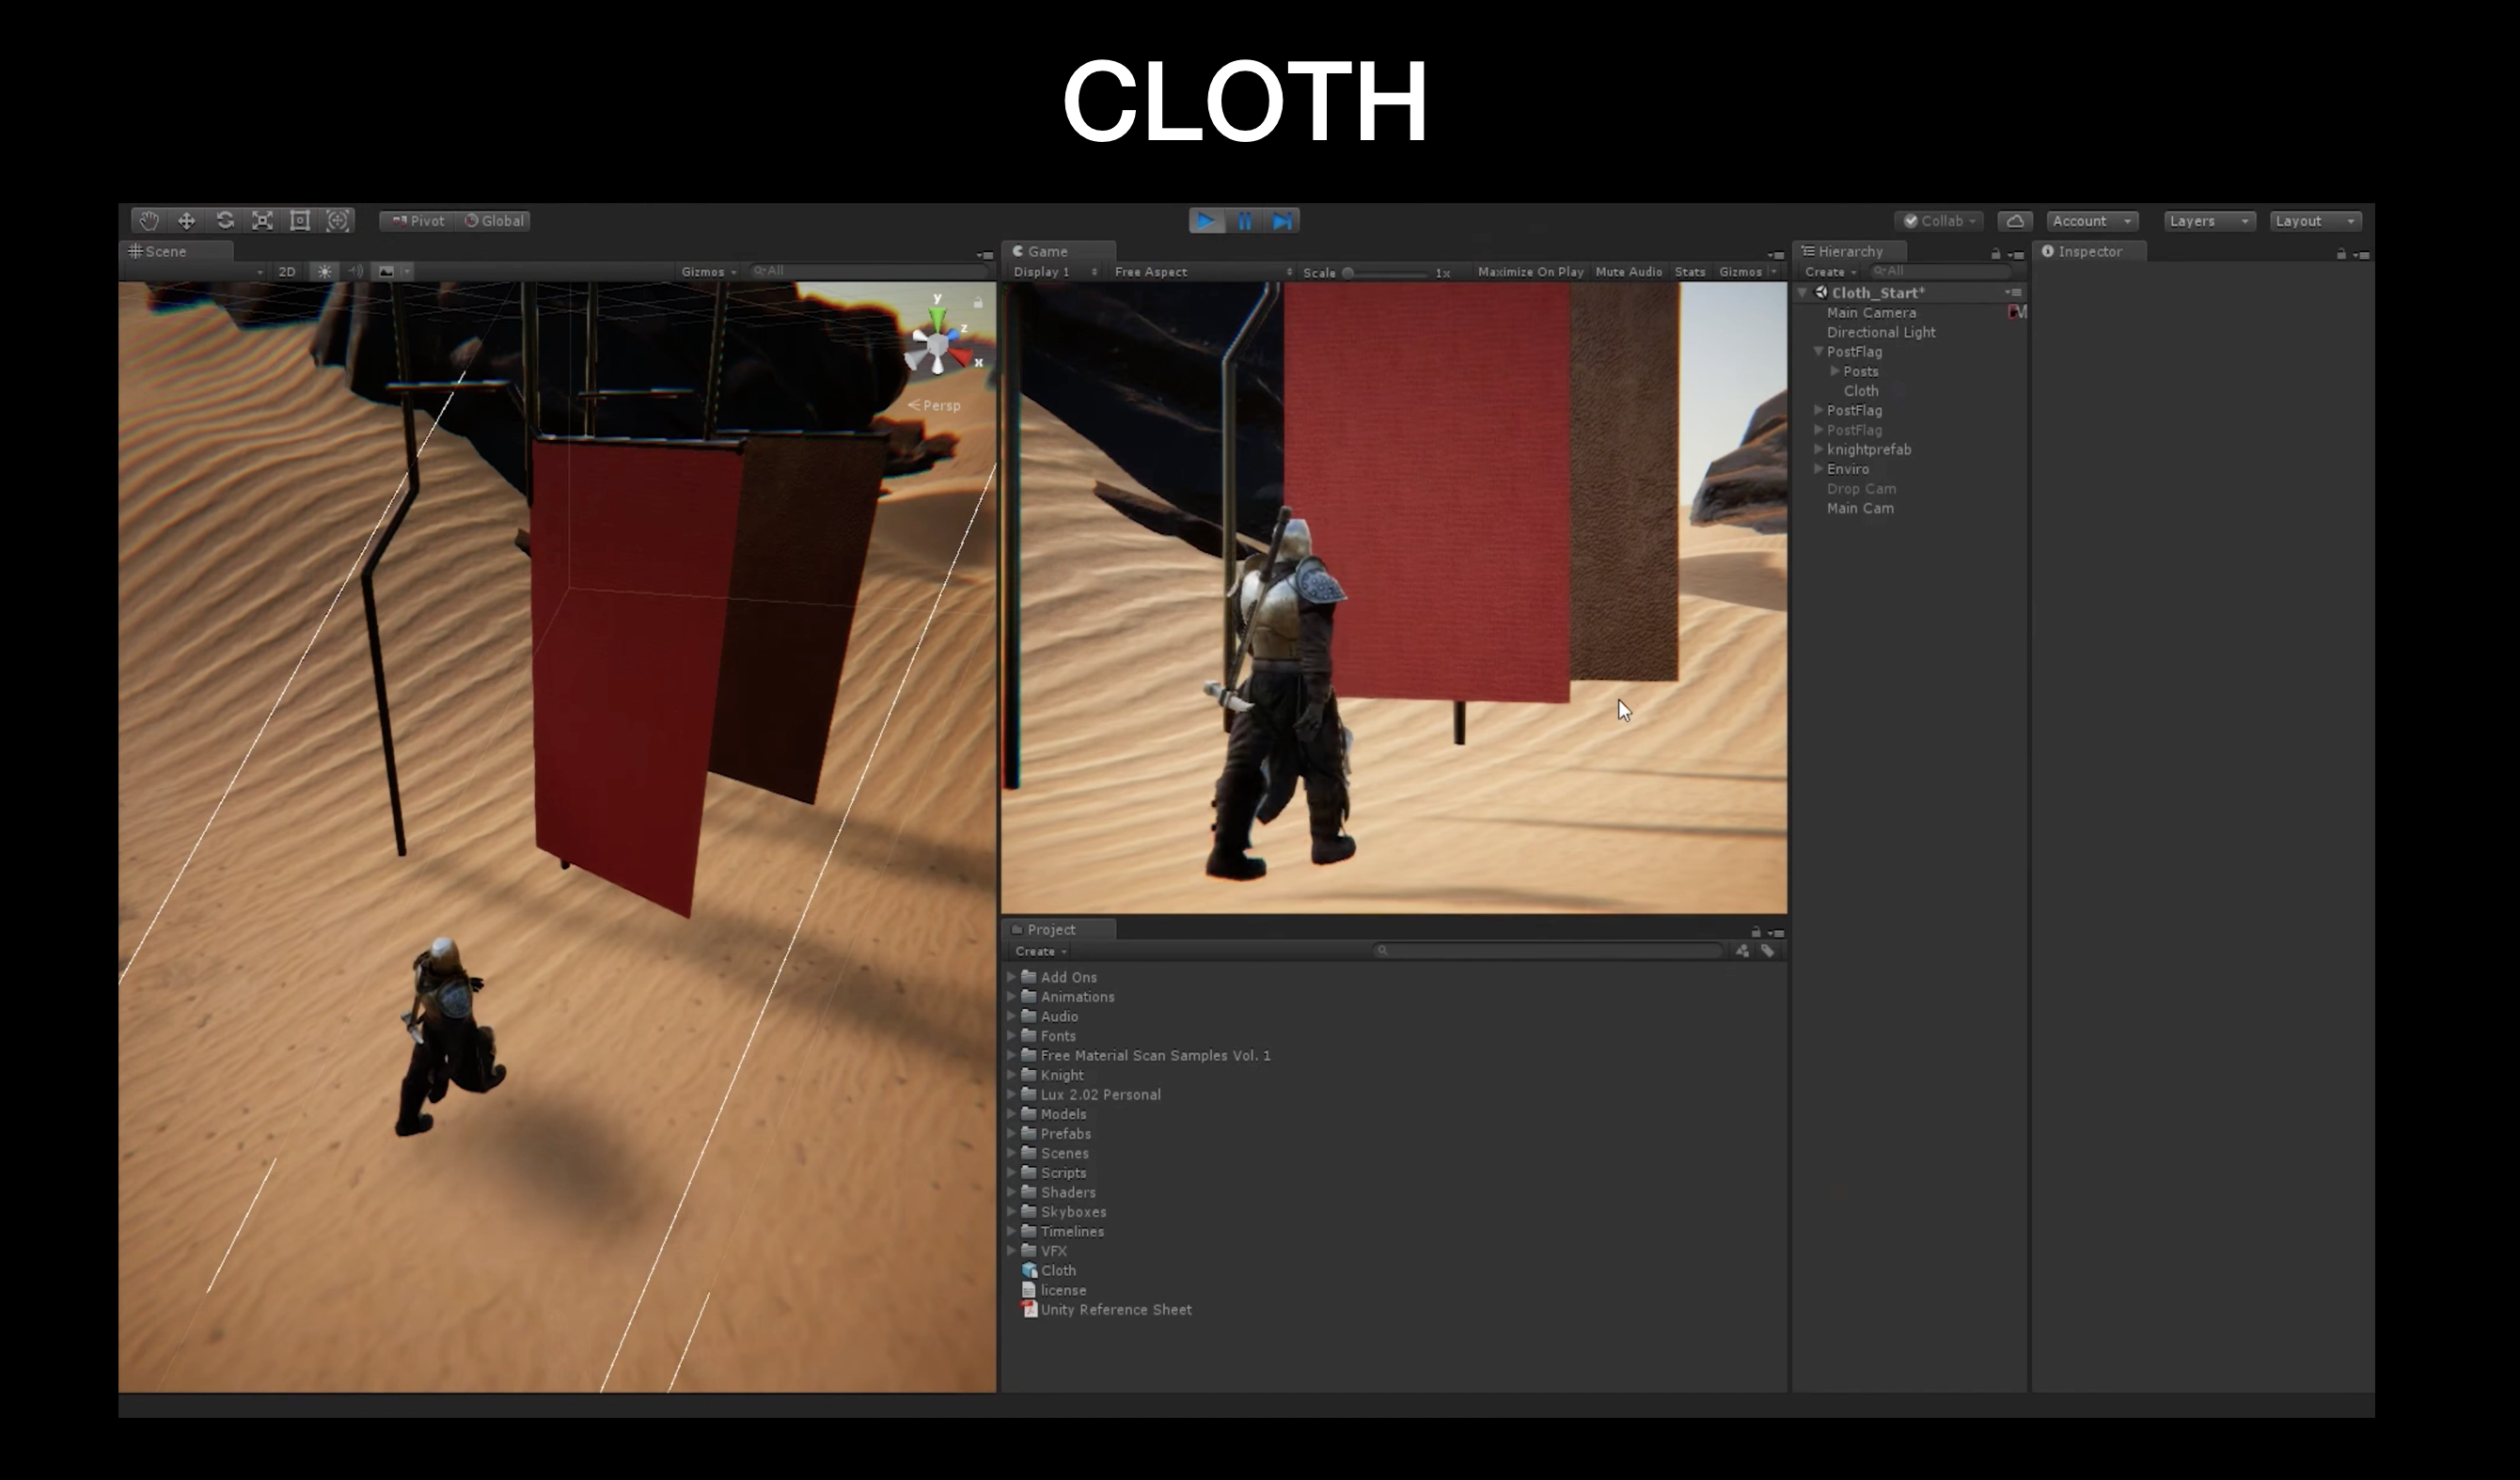 CLOTH
Pivot Global
Collab Account Layers Layout
Scene
2D Gizmos All
y
z
x
Persp
Game
Display 1 Free Aspect Scale 1x Maximize On Play Mute Audio Stats Gizmos
Hierarchy
Create All
Cloth_Start*
Main Camera
Directional Light
PostFlag
Posts
Cloth
PostFlag
PostFlag
knightprefab
Enviro
Drop Cam
Main Cam
Inspector
Project
Create
Add Ons
Animations
Audio
Fonts
Free Material Scan Samples Vol. 1
Knight
Lux 2.02 Personal
Models
Prefabs
Scenes
Scripts
Shaders
Skyboxes
Timelines
VFX
Cloth
license
Unity Reference Sheet